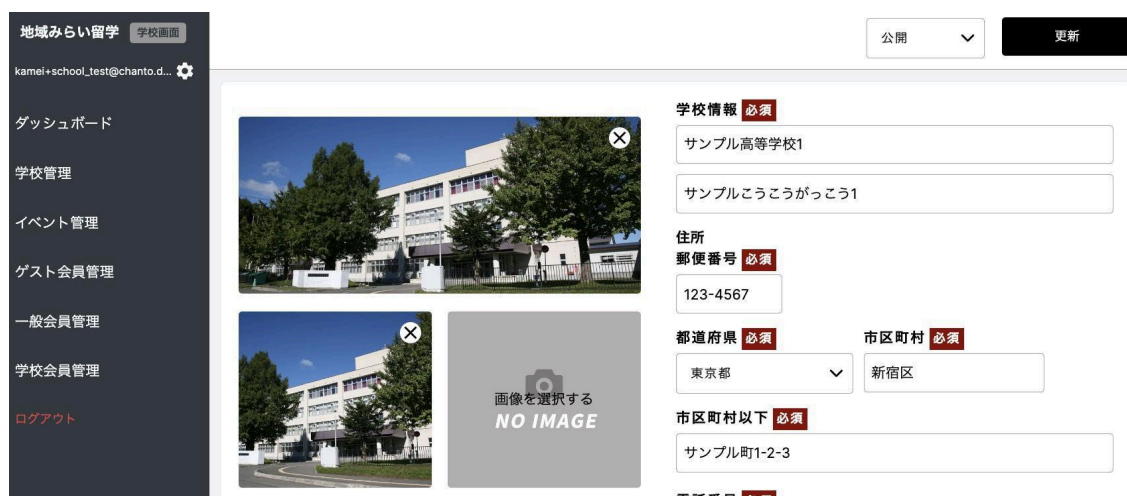 地域みらい留学 学校画面
kamei+school_test@chanto.d...
ダッシュボード
学校管理
イベント管理
ゲスト会員管理
一般会員管理
学校会員管理
ログアウト
公開
更新
画像を選択する
NO IMAGE
学校情報 必須
サンプル高等学校1
サンプルこうこうがっこう1
住所
郵便番号 必須
123-4567
都道府県 必須 市区町村 必須
東京都 新宿区
市区町村以下 必須
サンプル町1-2-3